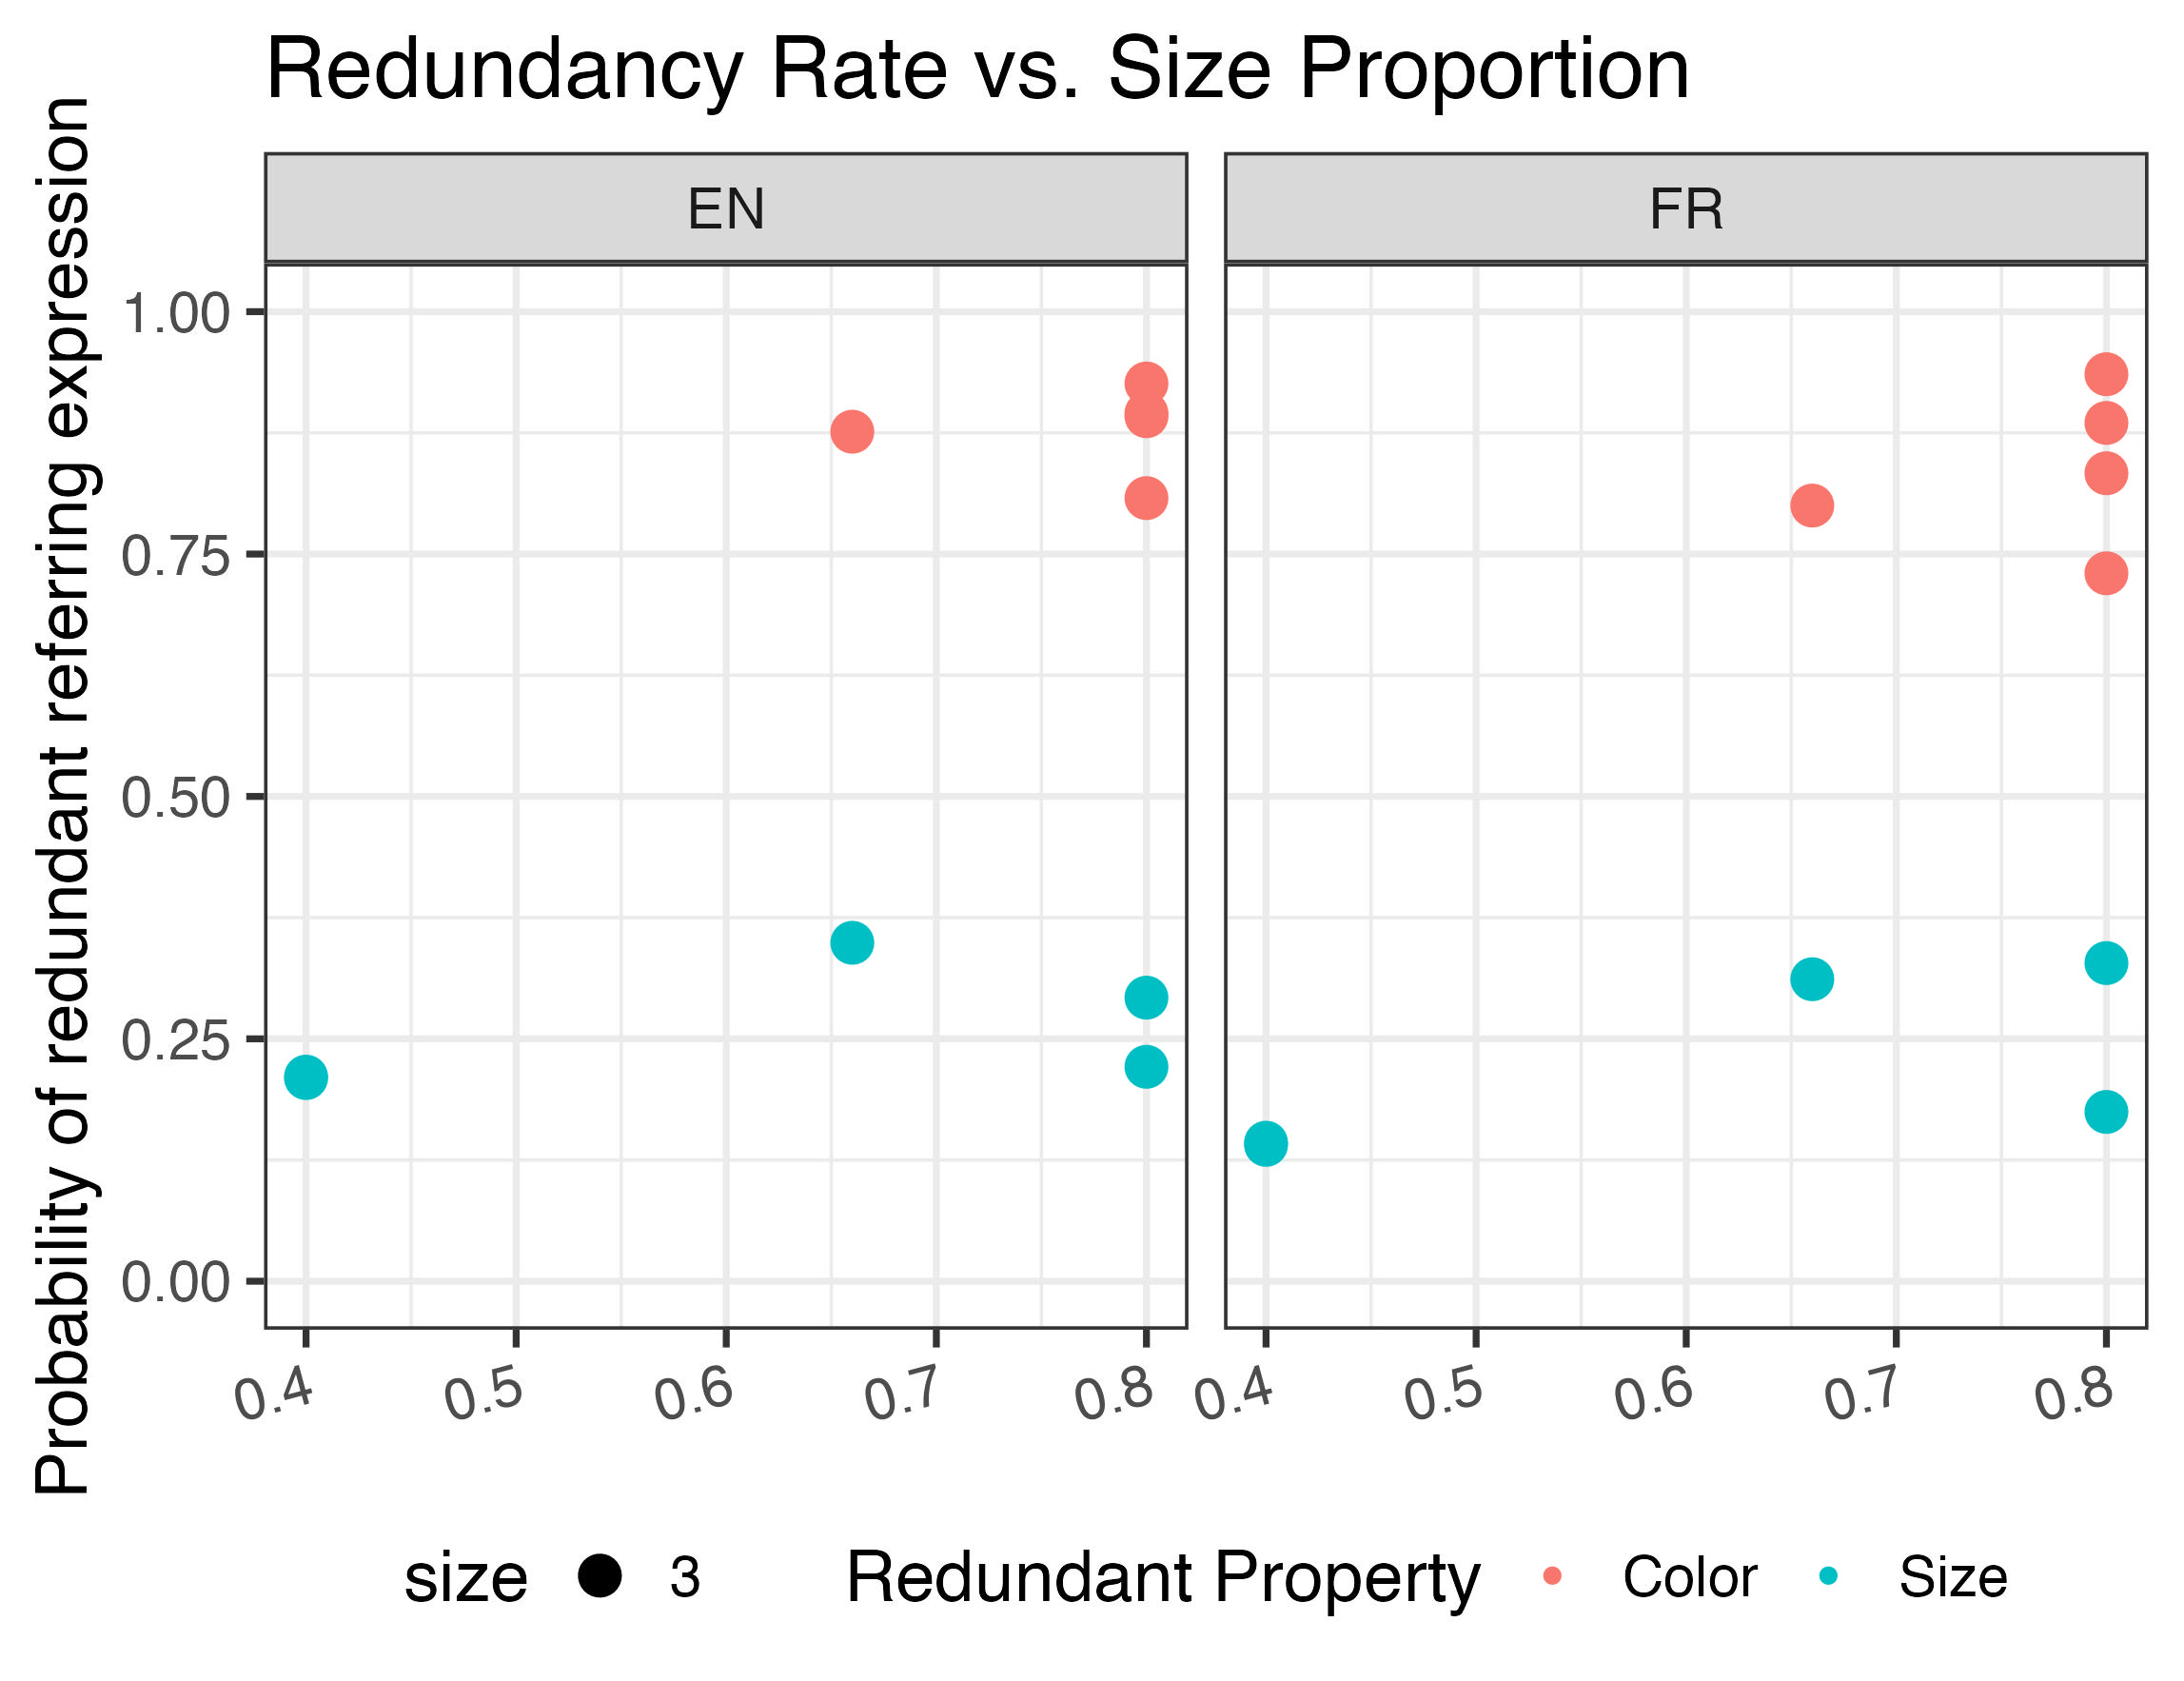 Redundancy Rate vs. Size Proportion
Probability of redundant referring expression
EN
FR
1.00
0.75
0.50
0.25
0.00
0.4 0.5 0.6 0.7 0.8 0.4 0.5 0.6 0.7 0.8
size 3 Redundant Property Color Size